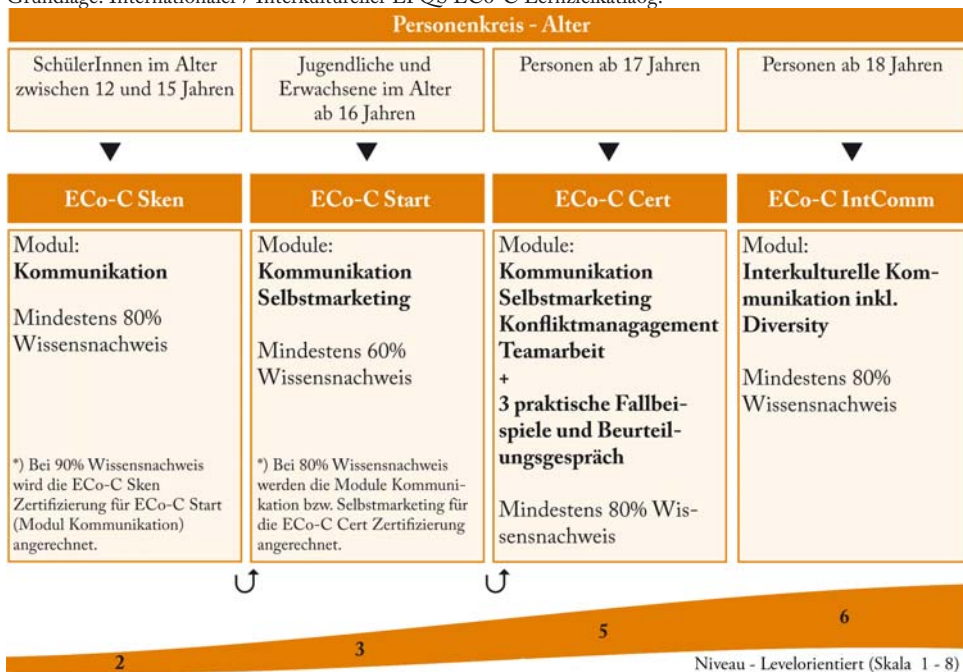 Grundlage: Internationaler / Interkultureller EPQS ECo-C Lernzielkatlaog.
Personenkreis - Alter
SchülerInnen im Alter
zwischen 12 und 15 Jahren
Jugendliche und
Erwachsene im Alter
ab 16 Jahren
Personen ab 17 Jahren
Personen ab 18 Jahren
ECo-C Sken
Modul:
Kommunikation
Mindestens 80%
Wissensnachweis
*) Bei 90% Wissensnachweis
wird die ECo-C Sken
Zertifizierung für ECo-C Start
(Modul Kommunikation)
angerechnet.
ECo-C Start
Module:
Kommunikation
Selbstmarketing
Mindestens 60%
Wissensnachweis
*) Bei 80% Wissensnachweis
werden die Module Kommuni-
kation bzw. Selbstmarketing für
die ECo-C Cert Zertifizierung
angerechnet.
ECo-C Cert
Module:
Kommunikation
Selbstmarketing
Konfliktmanagagement
Teamarbeit
+
3 praktische Fallbei-
spiele und Beurteil-
ungsgespräch
Mindestens 80% Wis-
sensnachweis
ECo-C IntComm
Modul:
Interkulturelle Kom-
munikation inkl.
Diversity
Mindestens 80%
Wissensnachweis
2
3
5
6
Niveau - Levelorientiert (Skala 1 - 8)